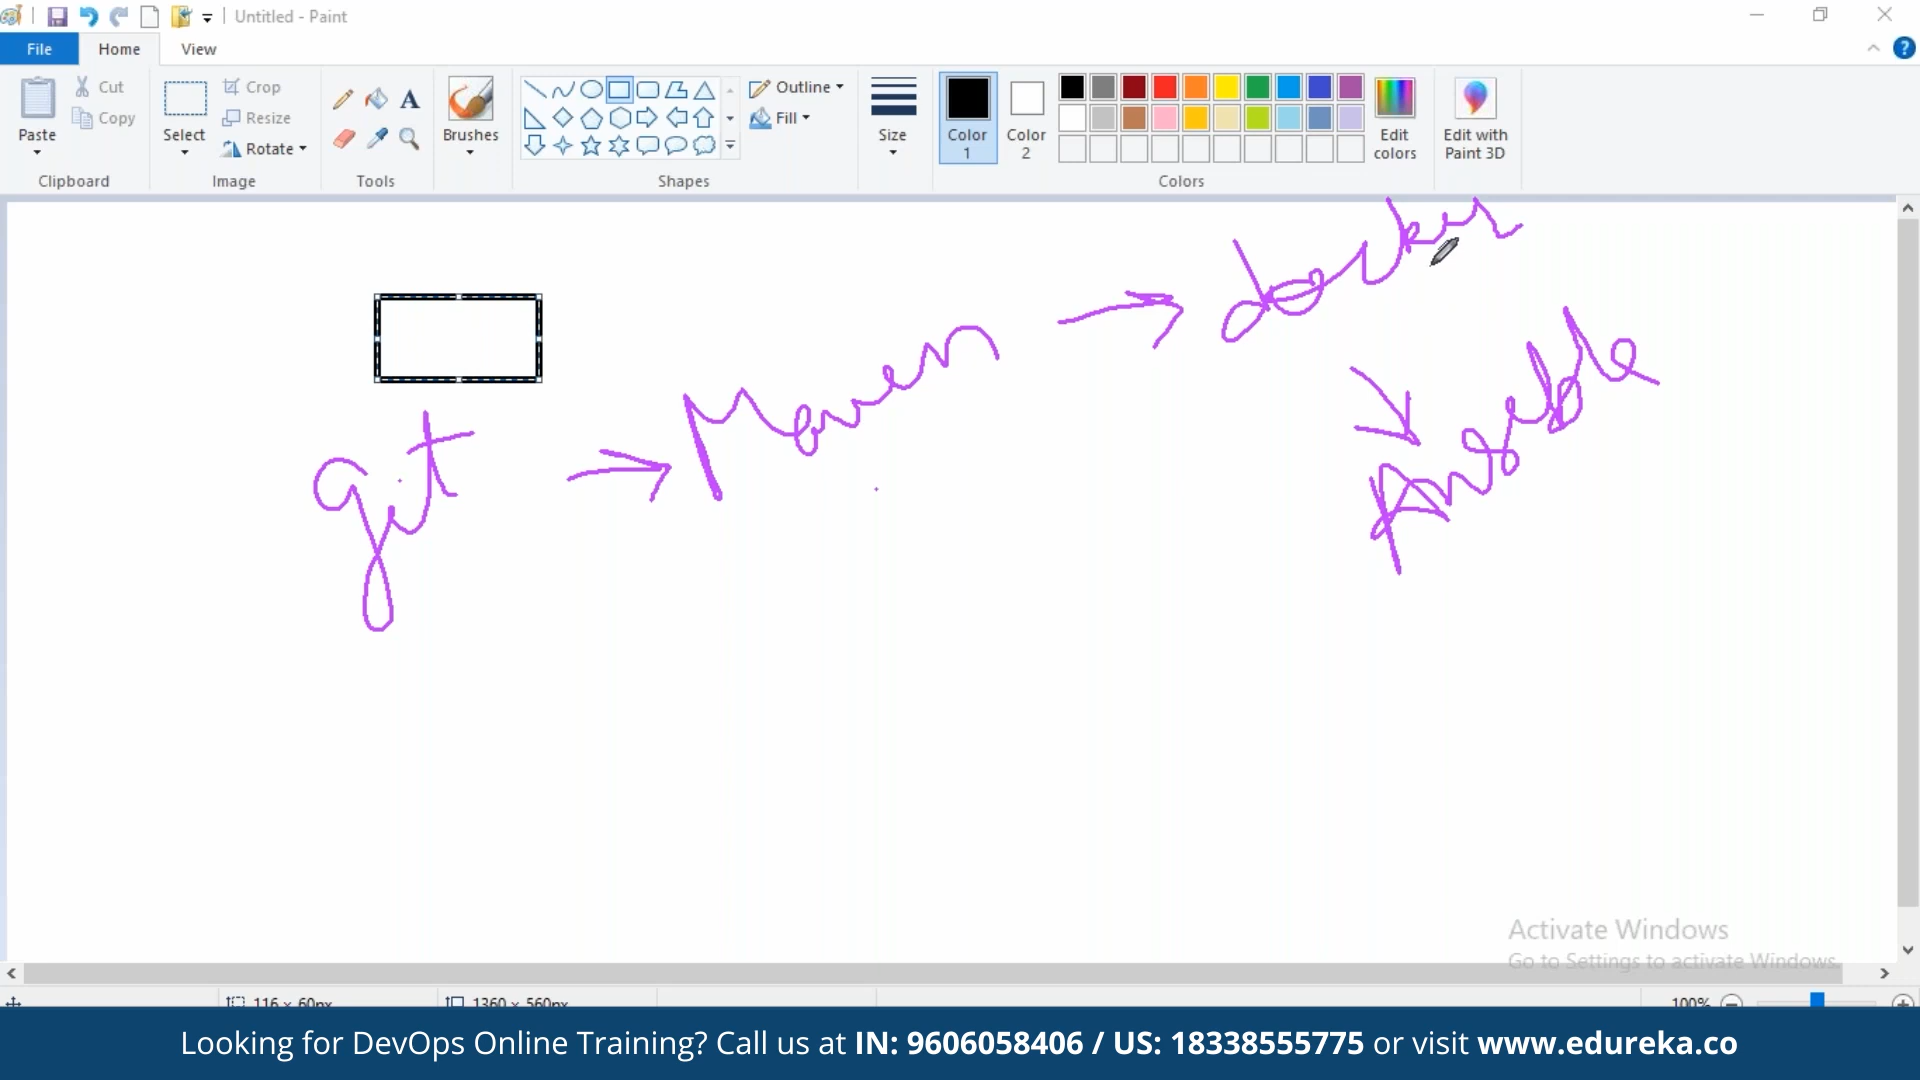 Untitled - Paint
File Home View
Paste
Cut
Copy
Clipboard
Select
Crop
Resize
Rotate
Image
Tools
Brushes
Shapes
Outline
Fill
Size
Color 1
Color 2
Edit colors
Edit with Paint 3D
Colors
git → Maven → docker
Ansible
Activate Windows
Go to Settings to activate Windows.
116 × 60px 1360 × 560px 100%
Looking for DevOps Online Training? Call us at IN: 9606058406 / US: 18338555775 or visit www.edureka.co